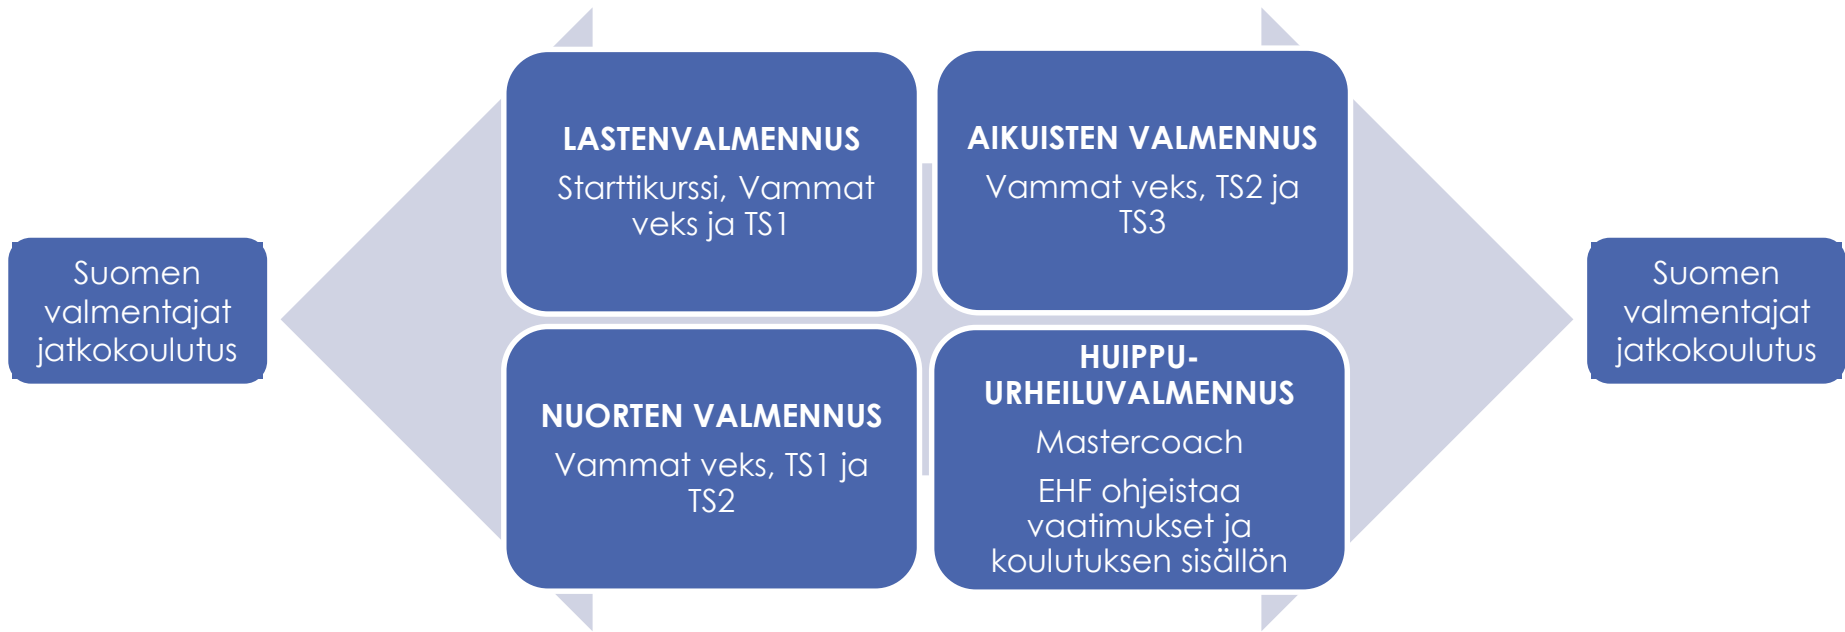 Suomen
valmentajat
jatkokoulutus
LASTENVALMENNUS
Starttikurssi, Vammat
veks ja TS1
AIKUISTEN VALMENNUS
Vammat veks, TS2 ja
TS3
NUORTEN VALMENNUS
Vammat veks, TS1 ja
TS2
HUIPPU-
URHEILUVALMENNUS
Mastercoach
EHF ohjeistaa
vaatimukset ja
koulutuksen sisällön
Suomen
valmentajat
jatkokoulutus